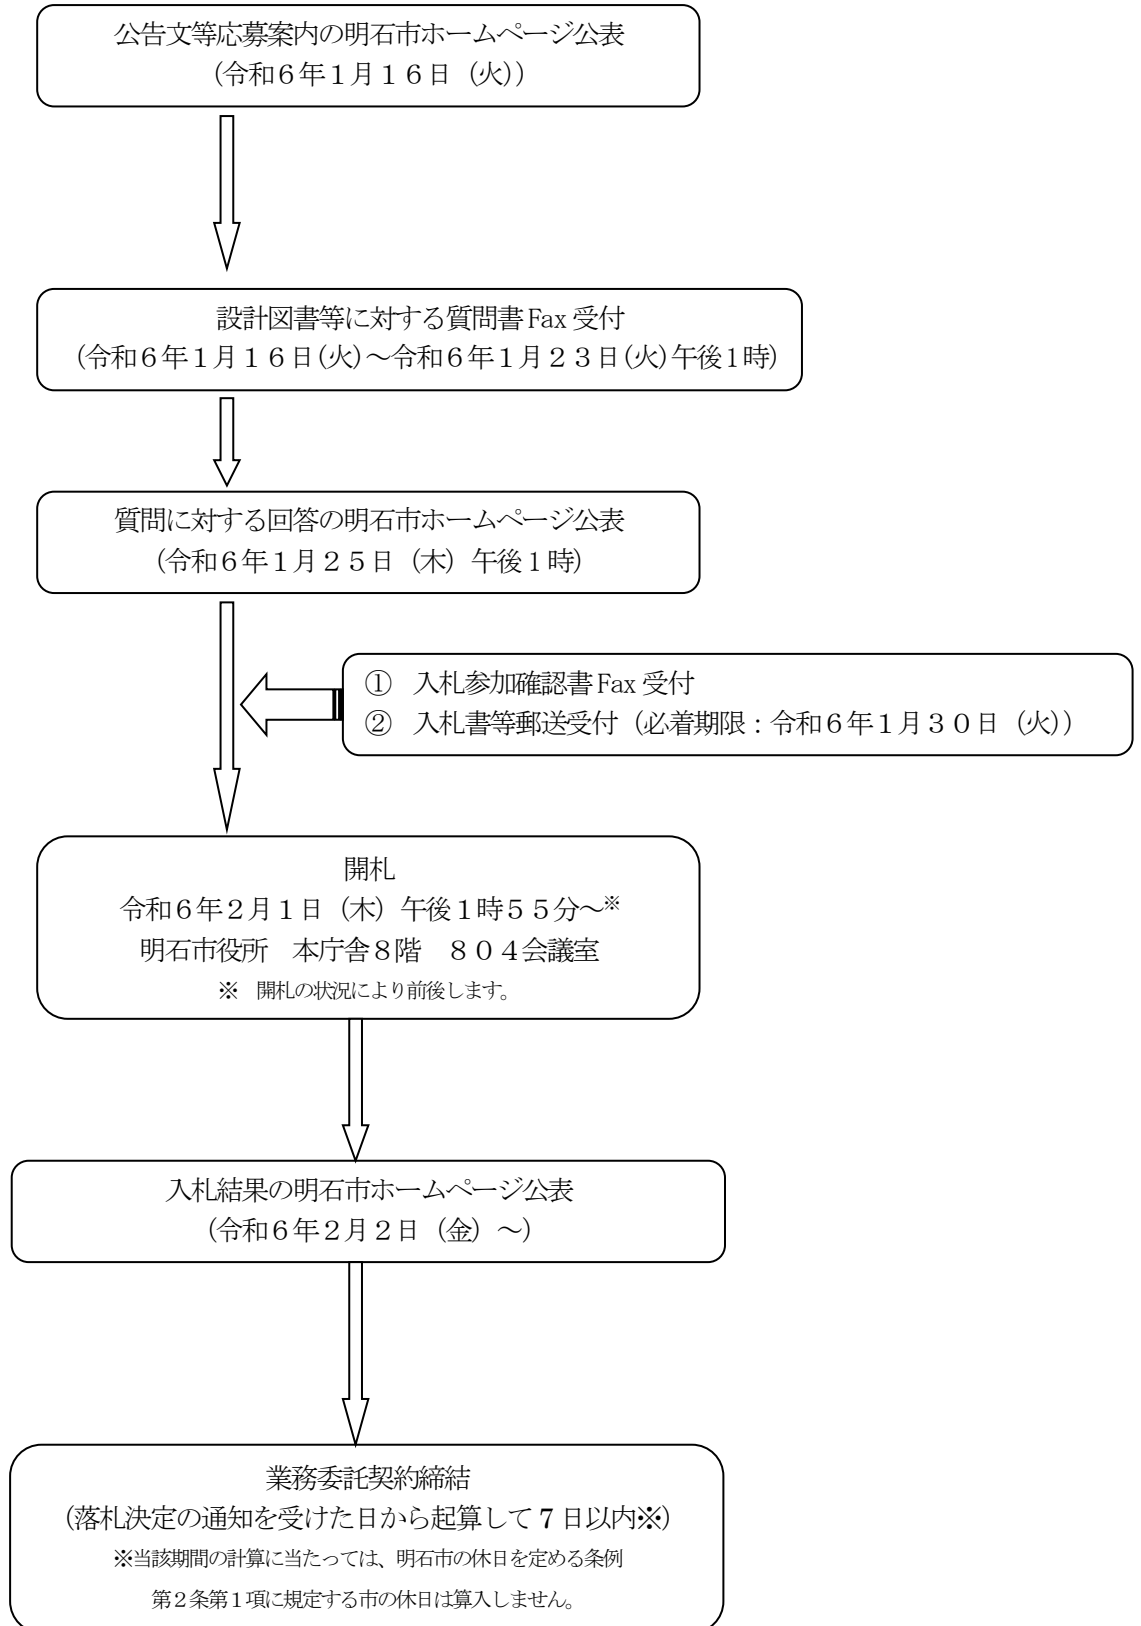 公告文等応募案内の明石市ホームページ公表
（令和６年１月１６日（火））
設計図書等に対する質問書 Fax 受付
（令和６年１月１６日(火)～令和６年１月２３日(火)午後１時）
質問に対する回答の明石市ホームページ公表
（令和６年１月２５日（木）午後１時）
①　入札参加確認書 Fax 受付
②　入札書等郵送受付（必着期限：令和６年１月３０日（火））
開札
令和６年２月１日（木）午後１時５５分～※
明石市役所　本庁舎８階　８０４会議室
※　開札の状況により前後します。
入札結果の明石市ホームページ公表
（令和６年２月２日（金）～）
業務委託契約締結
（落札決定の通知を受けた日から起算して 7 日以内※）
※当該期間の計算に当たっては、明石市の休日を定める条例
第２条第１項に規定する市の休日は算入しません。